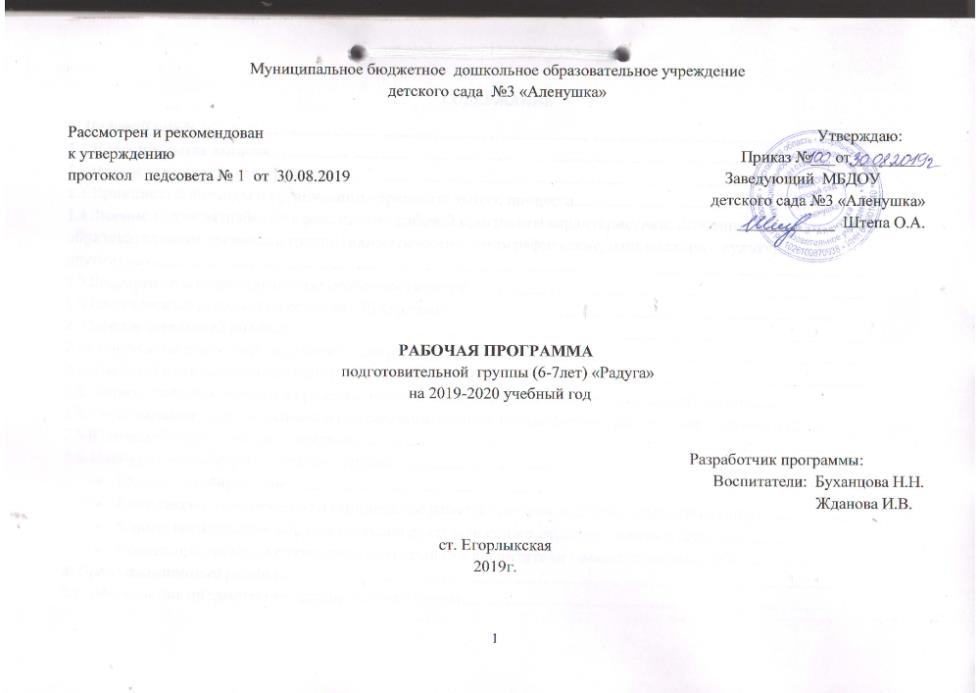 Муниципальное бюджетное дошкольное образовательное учреждение
детского сада №3 «Аленушка»
Рассмотрен и рекомендован
к утверждению
протокол педсовета № 1 от 30.08.2019
Утверждаю:
Приказ №100 от 30.08.2019г
Заведующий МБДОУ
детского сада №3 «Аленушка»
Штепа О.А.
РАБОЧАЯ ПРОГРАММА
подготовительной группы (6-7лет) «Радуга»
на 2019-2020 учебный год
Разработчик программы:
Воспитатели: Буханцова Н.Н.
Жданова И.В.
ст. Егорлыкская
2019г.
1